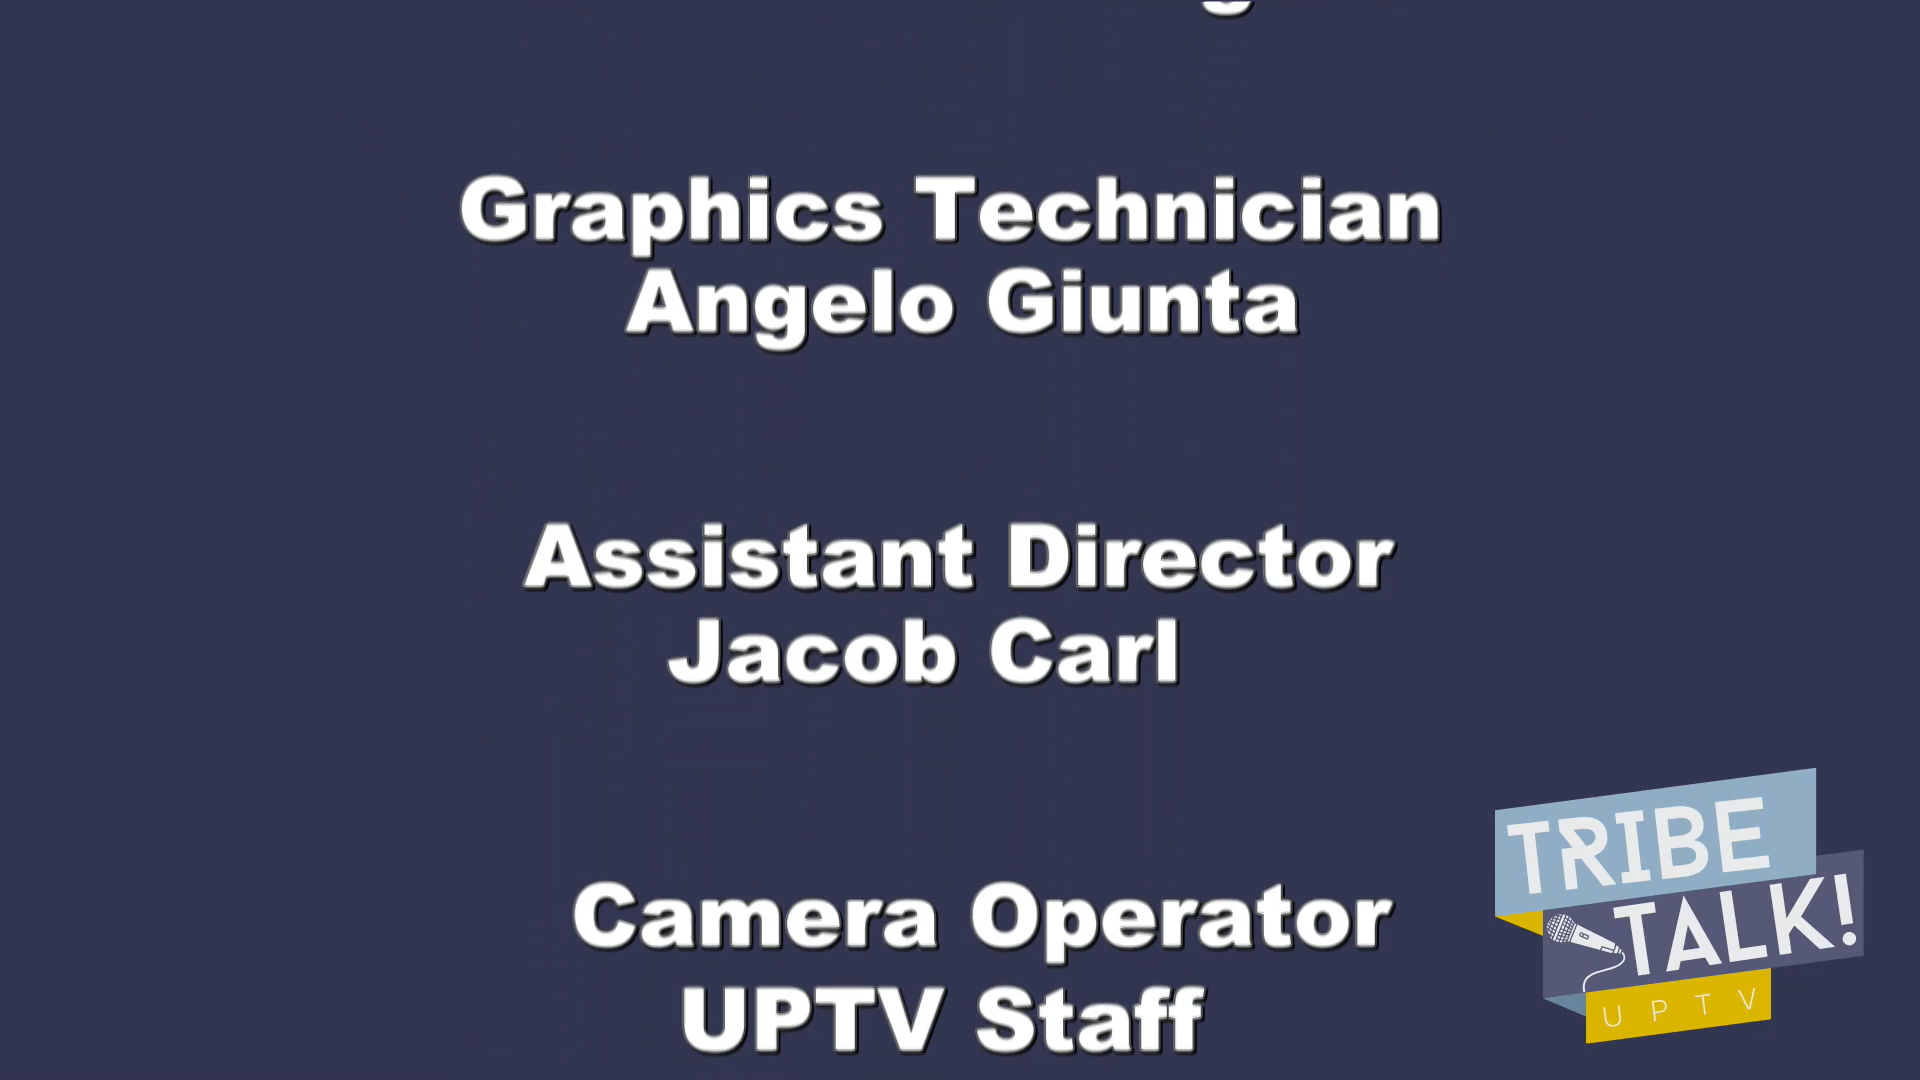 Graphics Technician
Angelo Giunta
Assistant Director
Jacob Carl
Camera Operator
UPTV Staff
TRIBE
TALK!
UPTV